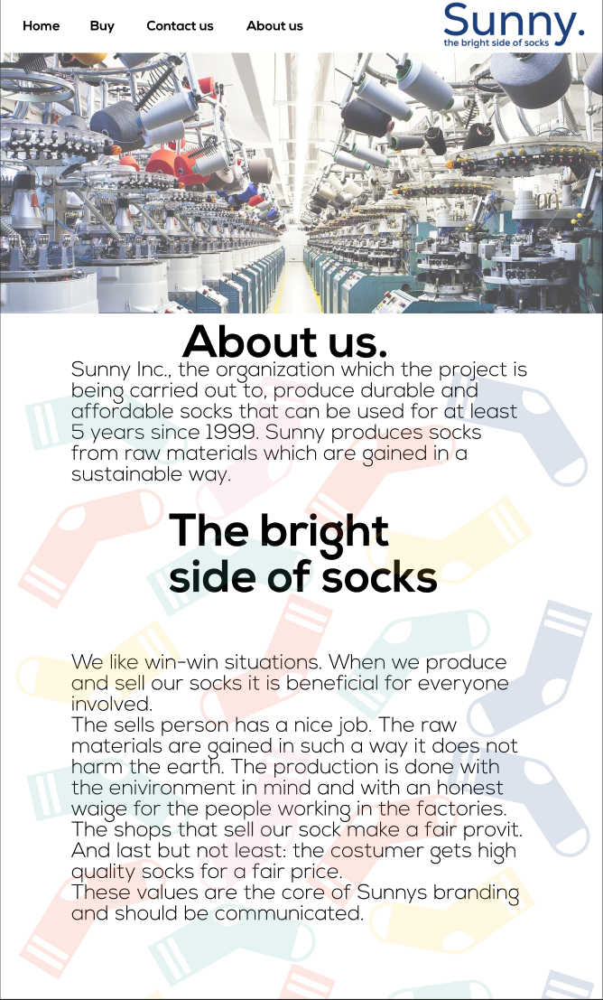 Home Buy Contact us About us
Sunny.
the bright side of socks
About us.
Sunny Inc., the organization which the project is
being carried out to, produce durable and
affordable socks that can be used for at least
5 years since 1999. Sunny produces socks
from raw materials which are gained in a
sustainable way.
The bright
side of socks
We like win-win situations. When we produce
and sell our socks it is beneficial for everyone
involved.
The sells person has a nice job. The raw
materials are gained in such a way it does not
harm the earth. The production is done with
the enivironment in mind and with an honest
waige for the people working in the factories.
The shops that sell our sock make a fair provit.
And last but not least: the costumer gets high
quality socks for a fair price.
These values are the core of Sunnys branding
and should be communicated.